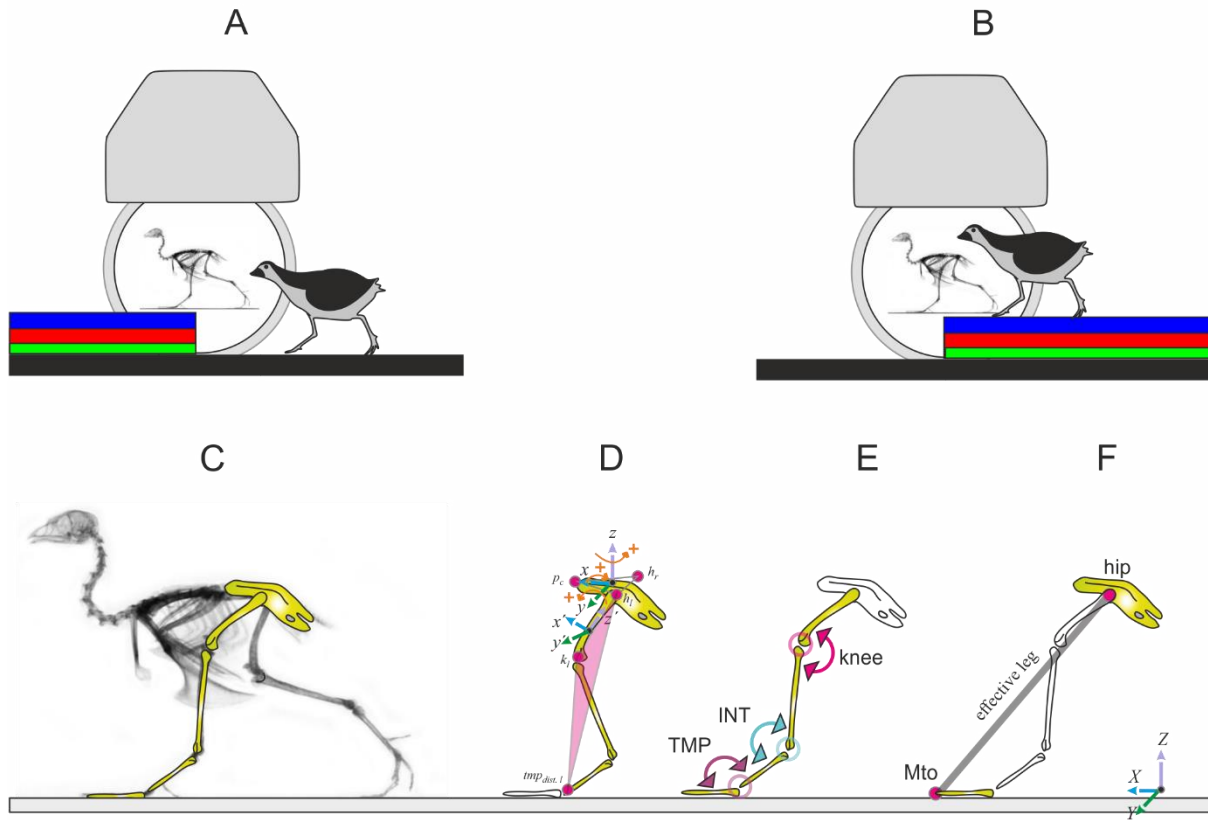 A
B
C
D
E
F
z
+
x
p_c
h_r
+
h_l
y
z′
x′
y′
k_l
tmp_dist. l
knee
INT
TMP
hip
effective leg
Mto
Z
X
Y